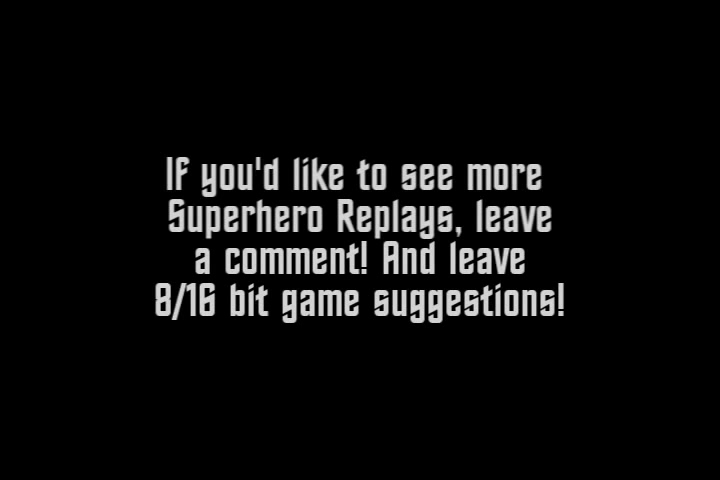 If you'd like to see more
Superhero Replays, leave
a comment! And leave
8/16 bit game suggestions!